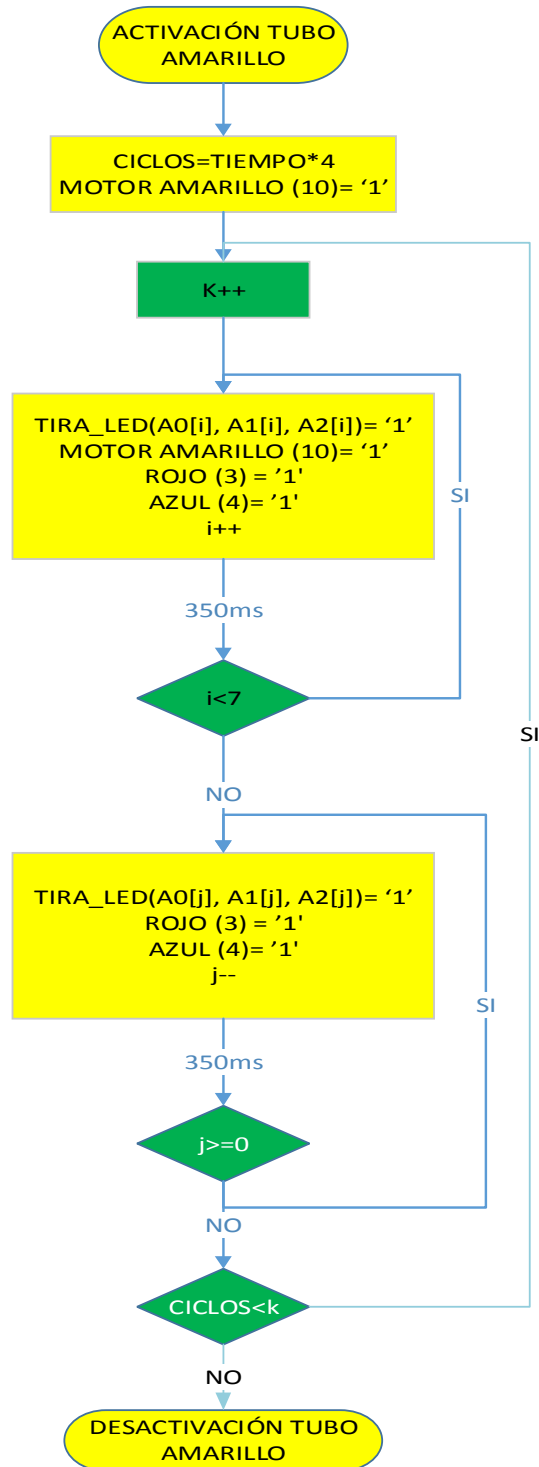 ACTIVACIÓN TUBO
AMARILLO
CICLOS=TIEMPO*4
MOTOR AMARILLO (10)= ‘1’
K++
TIRA_LED(A0[i], A1[i], A2[i])= ‘1’
MOTOR AMARILLO (10)= ‘1’
ROJO (3) = ’1'
AZUL (4)= ’1'
i++
SI
350ms
i<7
SI
NO
TIRA_LED(A0[j], A1[j], A2[j])= ‘1’
ROJO (3) = ’1'
AZUL (4)= ’1'
j--
SI
350ms
j>=0
NO
CICLOS<k
NO
DESACTIVACIÓN TUBO
AMARILLO